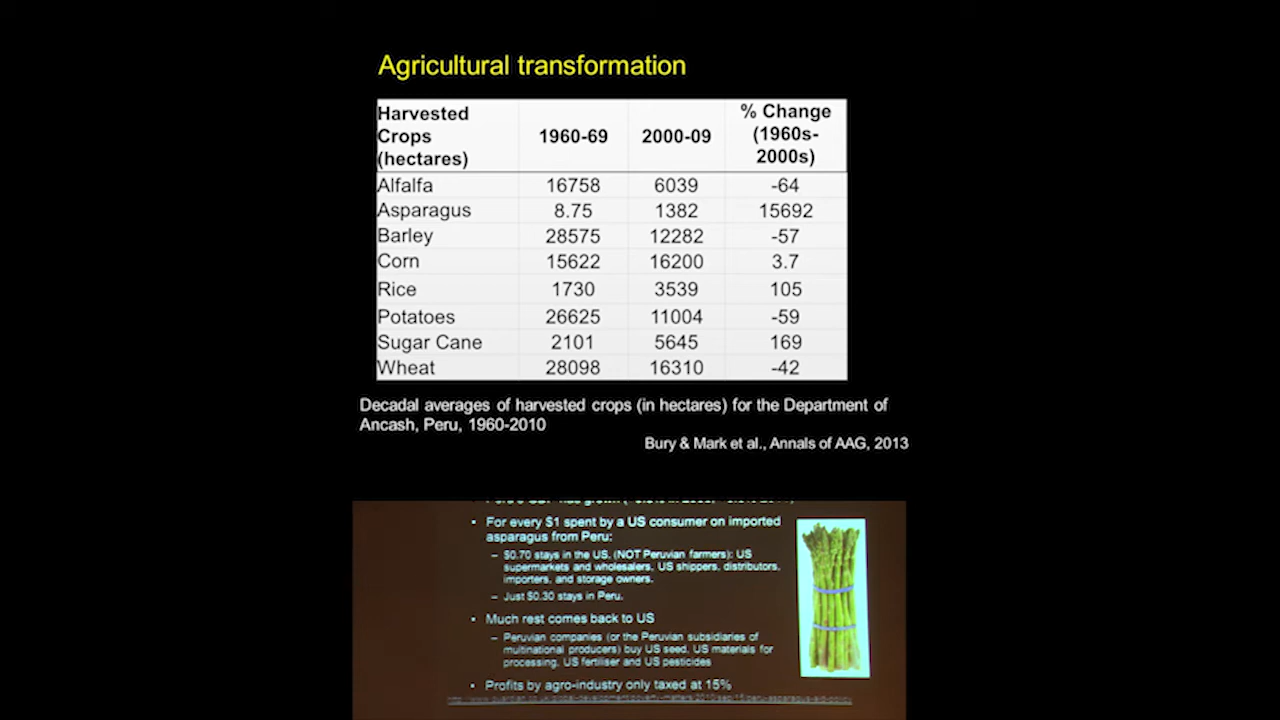 Agricultural transformation
Harvested Crops (hectares) 1960-69 2000-09 % Change (1960s-2000s)
Alfalfa 16758 6039 -64
Asparagus 8.75 1382 15692
Barley 28575 12282 -57
Corn 15622 16200 3.7
Rice 1730 3539 105
Potatoes 26625 11004 -59
Sugar Cane 2101 5645 169
Wheat 28098 16310 -42
Decadal averages of harvested crops (in hectares) for the Department of
Ancash, Peru, 1960-2010
Bury & Mark et al., Annals of AAG, 2013
• For every $1 spent by a US consumer on imported
asparagus from Peru:
– $0.70 stays in the US, (NOT Peruvian farmers): US
supermarkets and wholesalers, US shippers, distributors,
importers, and storage owners.
– Just $0.30 stays in Peru.
• Much rest comes back to US
– Peruvian companies (or the Peruvian subsidiaries of
multinational producers) buy US seed, US materials for
processing, US fertiliser and US pesticides
• Profits by agro-industry only taxed at 15%